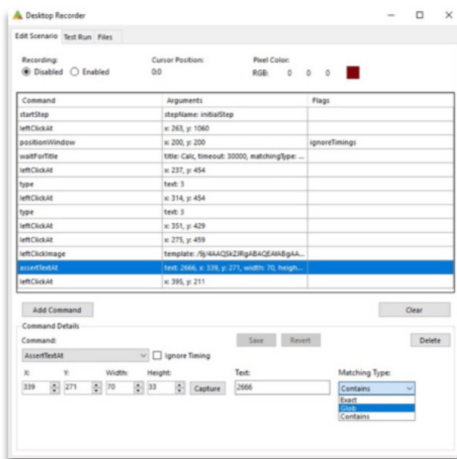 Desktop Recorder
Edit Scenario Test Run Files
Recording: Cursor Position: Pixel Color:
Disabled Enabled 0:0 RGB: 0 0 0
Command Arguments Flags
startStep stepName: initialStep
leftClickAt x: 263, y: 1060
positionWindow x: 200, y: 200 ignoreTimings
waitForTitle title: Calc, timeout: 30000, matchingType: ...
leftClickAt x: 237, y: 454
type text: 3
leftClickAt x: 314, y: 454
type text: 3
leftClickAt x: 351, y: 429
leftClickAt x: 275, y: 459
leftClickImage template: /9j/4AAQSkZJRgABAQEAYABgAA...
assertTextAt text: 2666, x: 339, y: 271, width: 70, heigh...
leftClickAt x: 395, y: 211
Add Command Clear
Command Details
Command: Save Revert Delete
AssertTextAt Ignore Timing
X: Y: Width: Height: Text: Matching Type:
339 271 70 33 Capture 2666 Contains
Exact
Glob
Contains